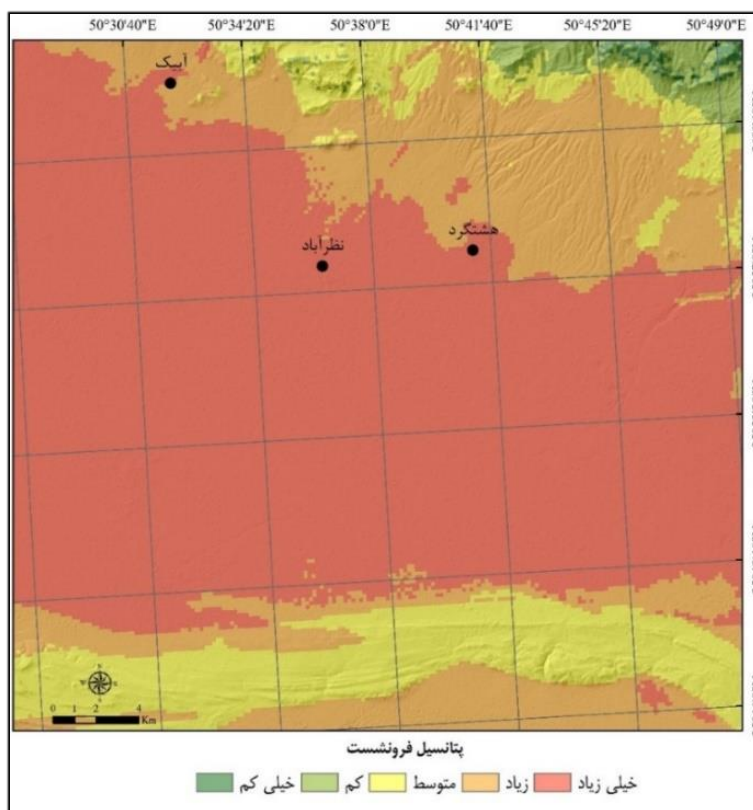 50°30'40"E 50°34'20"E 50°38'0"E 50°41'40"E 50°45'20"E 50°49'0"E
آبیک
هشتگرد
نظرآباد
0 1 2 4
Km
پتانسیل فرونشست
خیلی کم کم متوسط زیاد خیلی زیاد